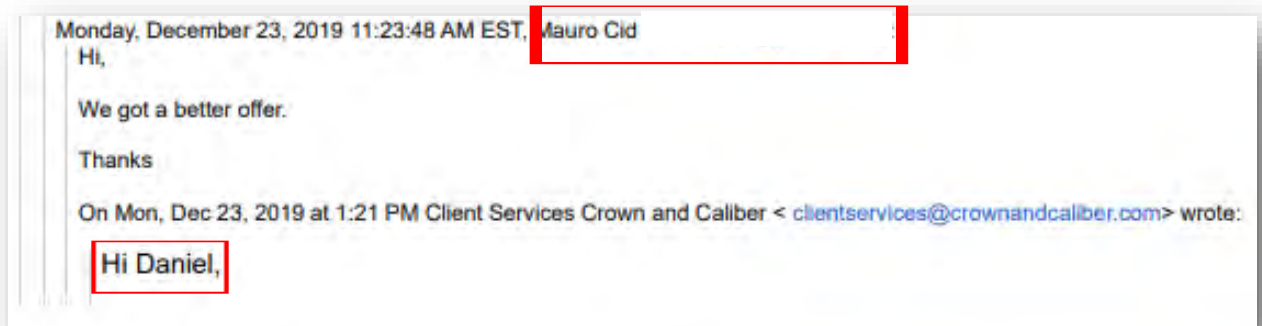 Monday, December 23, 2019 11:23:48 AM EST, Mauro Cid
Hi,
We got a better offer.
Thanks
On Mon, Dec 23, 2019 at 1:21 PM Client Services Crown and Caliber < clientservices@crownandcaliber.com> wrote:
Hi Daniel,